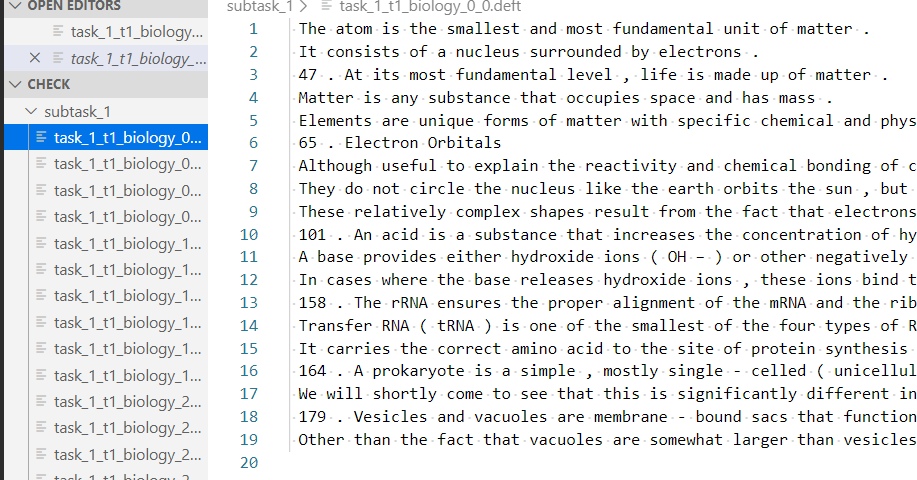 OPEN EDITORS
task_1_t1_biology...
task_1_t1_biology_...
CHECK
subtask_1
task_1_t1_biology_0...
task_1_t1_biology_0...
task_1_t1_biology_0...
task_1_t1_biology_0...
task_1_t1_biology_1...
task_1_t1_biology_1...
task_1_t1_biology_1...
task_1_t1_biology_1...
task_1_t1_biology_1...
task_1_t1_biology_1...
task_1_t1_biology_2...
task_1_t1_biology_2...
task_1_t1_biology_2...
task_1_t1_biology_2...
subtask_1 > task_1_t1_biology_0_0.deft
1 The atom is the smallest and most fundamental unit of matter .
2 It consists of a nucleus surrounded by electrons .
3 47 . At its most fundamental level , life is made up of matter .
4 Matter is any substance that occupies space and has mass .
5 Elements are unique forms of matter with specific chemical and phys
6 65 . Electron Orbitals
7 Although useful to explain the reactivity and chemical bonding of c
8 They do not circle the nucleus like the earth orbits the sun , but
9 These relatively complex shapes result from the fact that electrons
10 101 . An acid is a substance that increases the concentration of hy
11 A base provides either hydroxide ions ( OH – ) or other negatively
12 In cases where the base releases hydroxide ions , these ions bind t
13 158 . The rRNA ensures the proper alignment of the mRNA and the rib
14 Transfer RNA ( tRNA ) is one of the smallest of the four types of R
15 It carries the correct amino acid to the site of protein synthesis
16 164 . A prokaryote is a simple , mostly single - celled ( unicellul
17 We will shortly come to see that this is significantly different in
18 179 . Vesicles and vacuoles are membrane - bound sacs that function
19 Other than the fact that vacuoles are somewhat larger than vesicles
20